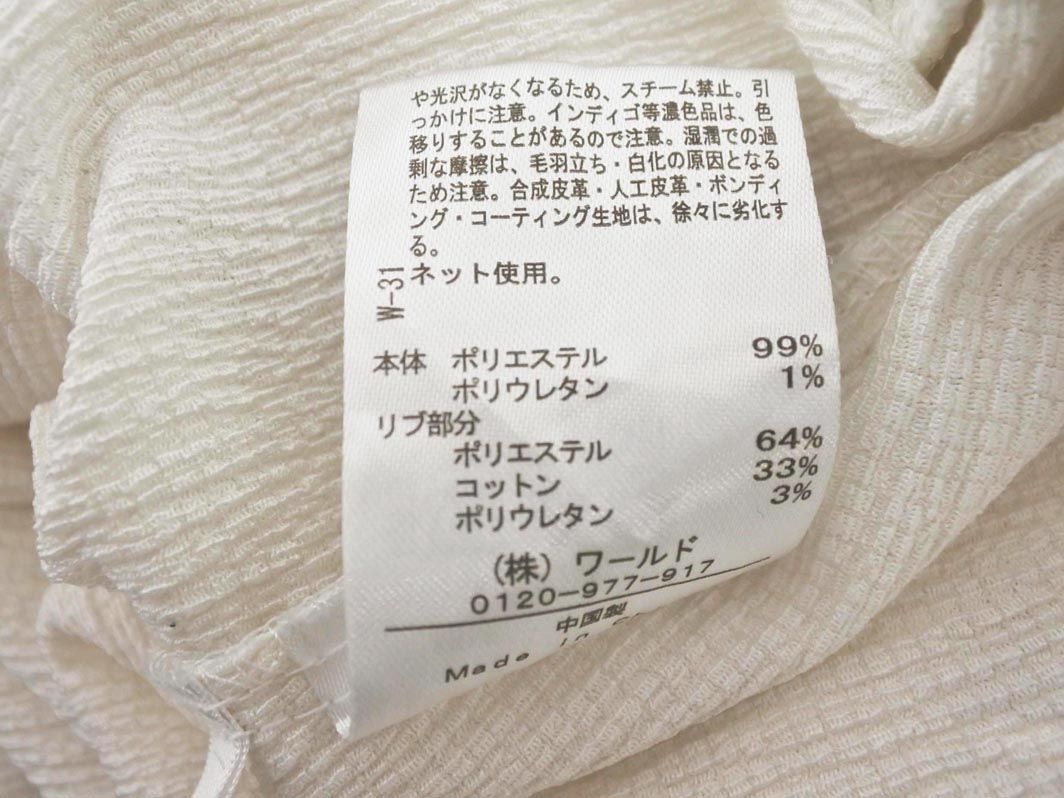 や光沢がなくなるため、スチーム禁止。引
っかけに注意。インディゴ等濃色品は、色
移りすることがあるので注意。湿潤での過
剰な摩擦は、毛羽立ち・白化の原因となる
ため注意。合成皮革・人工皮革・ボンディ
ング・コーティング生地は、徐々に劣化す
る。
ネット使用。
W-31
本体 ポリエステル 99%
ポリウレタン 1%
リブ部分
ポリエステル 64%
コットン 33%
ポリウレタン 3%
(株) ワールド
0120-977-917
中国製
Made